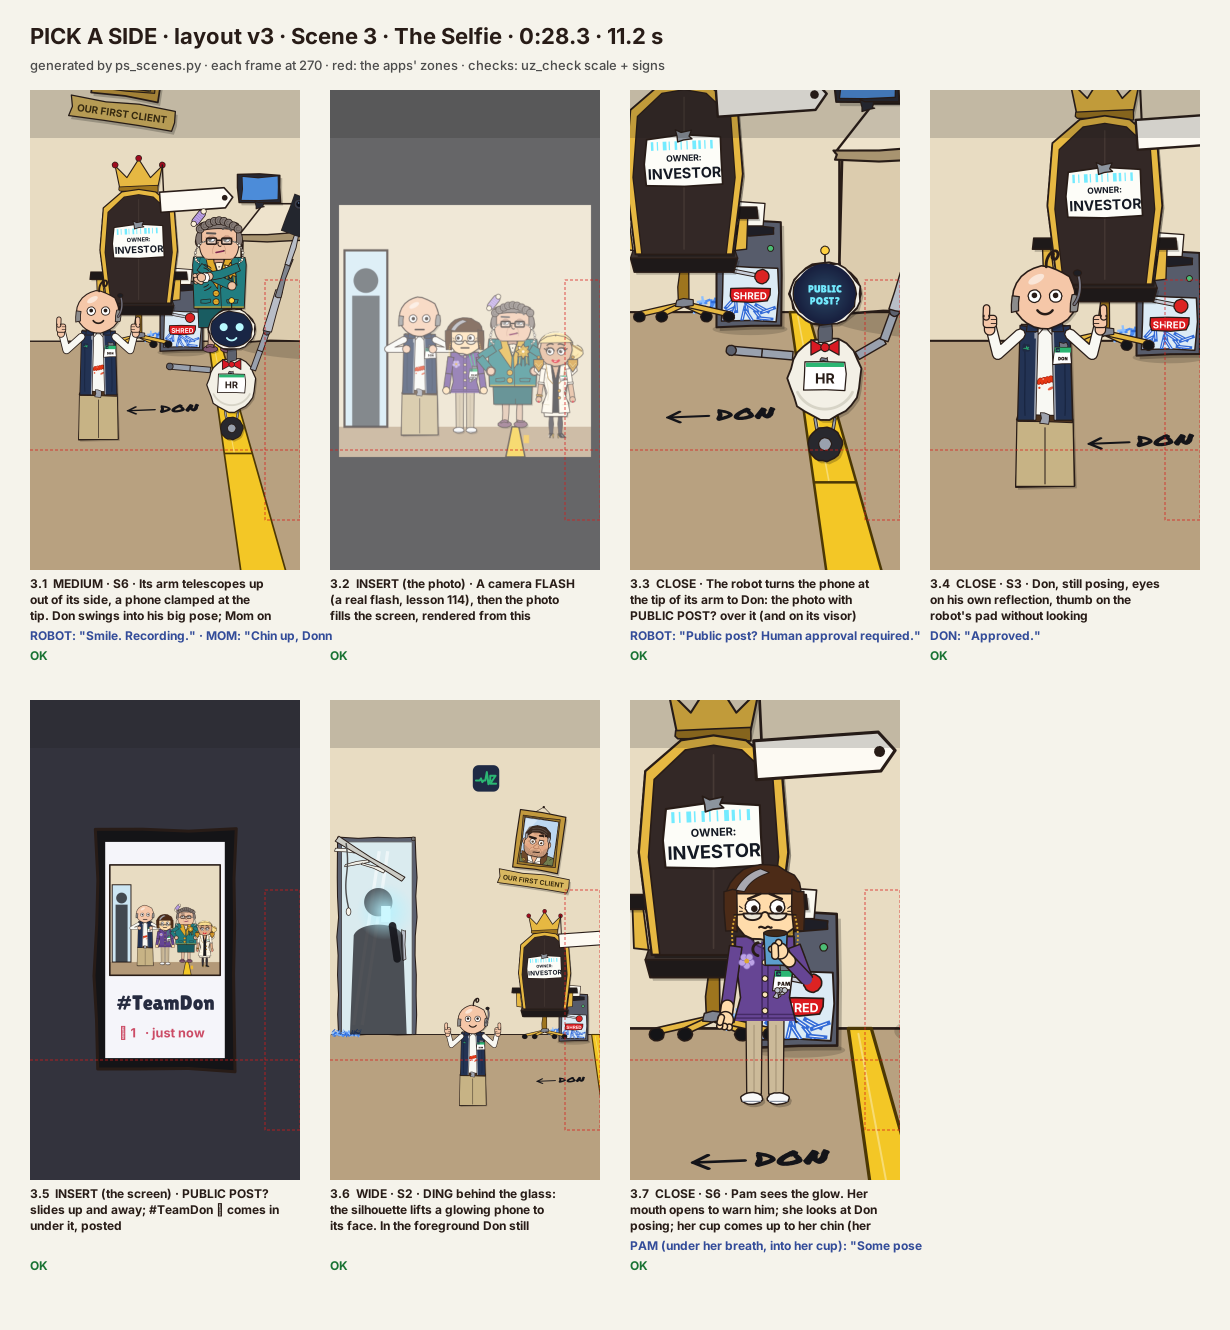 PICK A SIDE · layout v3 · Scene 3 · The Selfie · 0:28.3 · 11.2 s
generated by ps_scenes.py · each frame at 270 · red: the apps' zones · checks: uz_check scale + signs
OUR FIRST CLIENT
OWNER:
INVESTOR
SHRED
HR
← DON
OWNER:
INVESTOR
SHRED
PUBLIC
POST?
HR
← DON
OWNER:
INVESTOR
SHRED
DON
← DON
3.1 MEDIUM · S6 · Its arm telescopes up
out of its side, a phone clamped at the
tip. Don swings into his big pose; Mom on
ROBOT: "Smile. Recording." · MOM: "Chin up, Donn
OK
3.2 INSERT (the photo) · A camera FLASH
(a real flash, lesson 114), then the photo
fills the screen, rendered from this
OK
3.3 CLOSE · The robot turns the phone at
the tip of its arm to Don: the photo with
PUBLIC POST? over it (and on its visor)
ROBOT: "Public post? Human approval required."
OK
3.4 CLOSE · S3 · Don, still posing, eyes
on his own reflection, thumb on the
robot's pad without looking
DON: "Approved."
OK
#TeamDon
1 · just now
OUR FIRST CLIENT
OWNER:
INVESTOR
SHRED
← DON
OWNER:
INVESTOR
PAM
RED
← DON
3.5 INSERT (the screen) · PUBLIC POST?
slides up and away; #TeamDon ▯ comes in
under it, posted
OK
3.6 WIDE · S2 · DING behind the glass:
the silhouette lifts a glowing phone to
its face. In the foreground Don still
OK
3.7 CLOSE · S6 · Pam sees the glow. Her
mouth opens to warn him; she looks at Don
posing; her cup comes up to her chin (her
PAM (under her breath, into her cup): "Some pose
OK